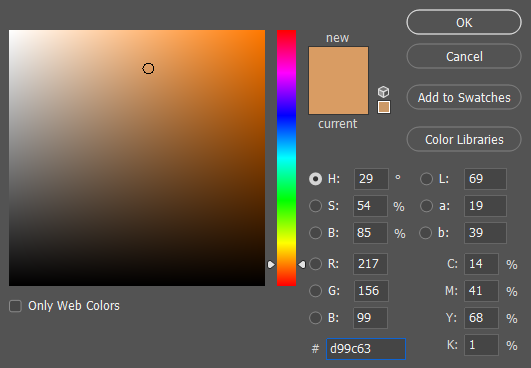 new
current
OK
Cancel
Add to Swatches
Color Libraries
H: 29 °
S: 54 %
B: 85 %
R: 217
G: 156
B: 99
# d99c63
L: 69
a: 19
b: 39
C: 14 %
M: 41 %
Y: 68 %
K: 1 %
Only Web Colors